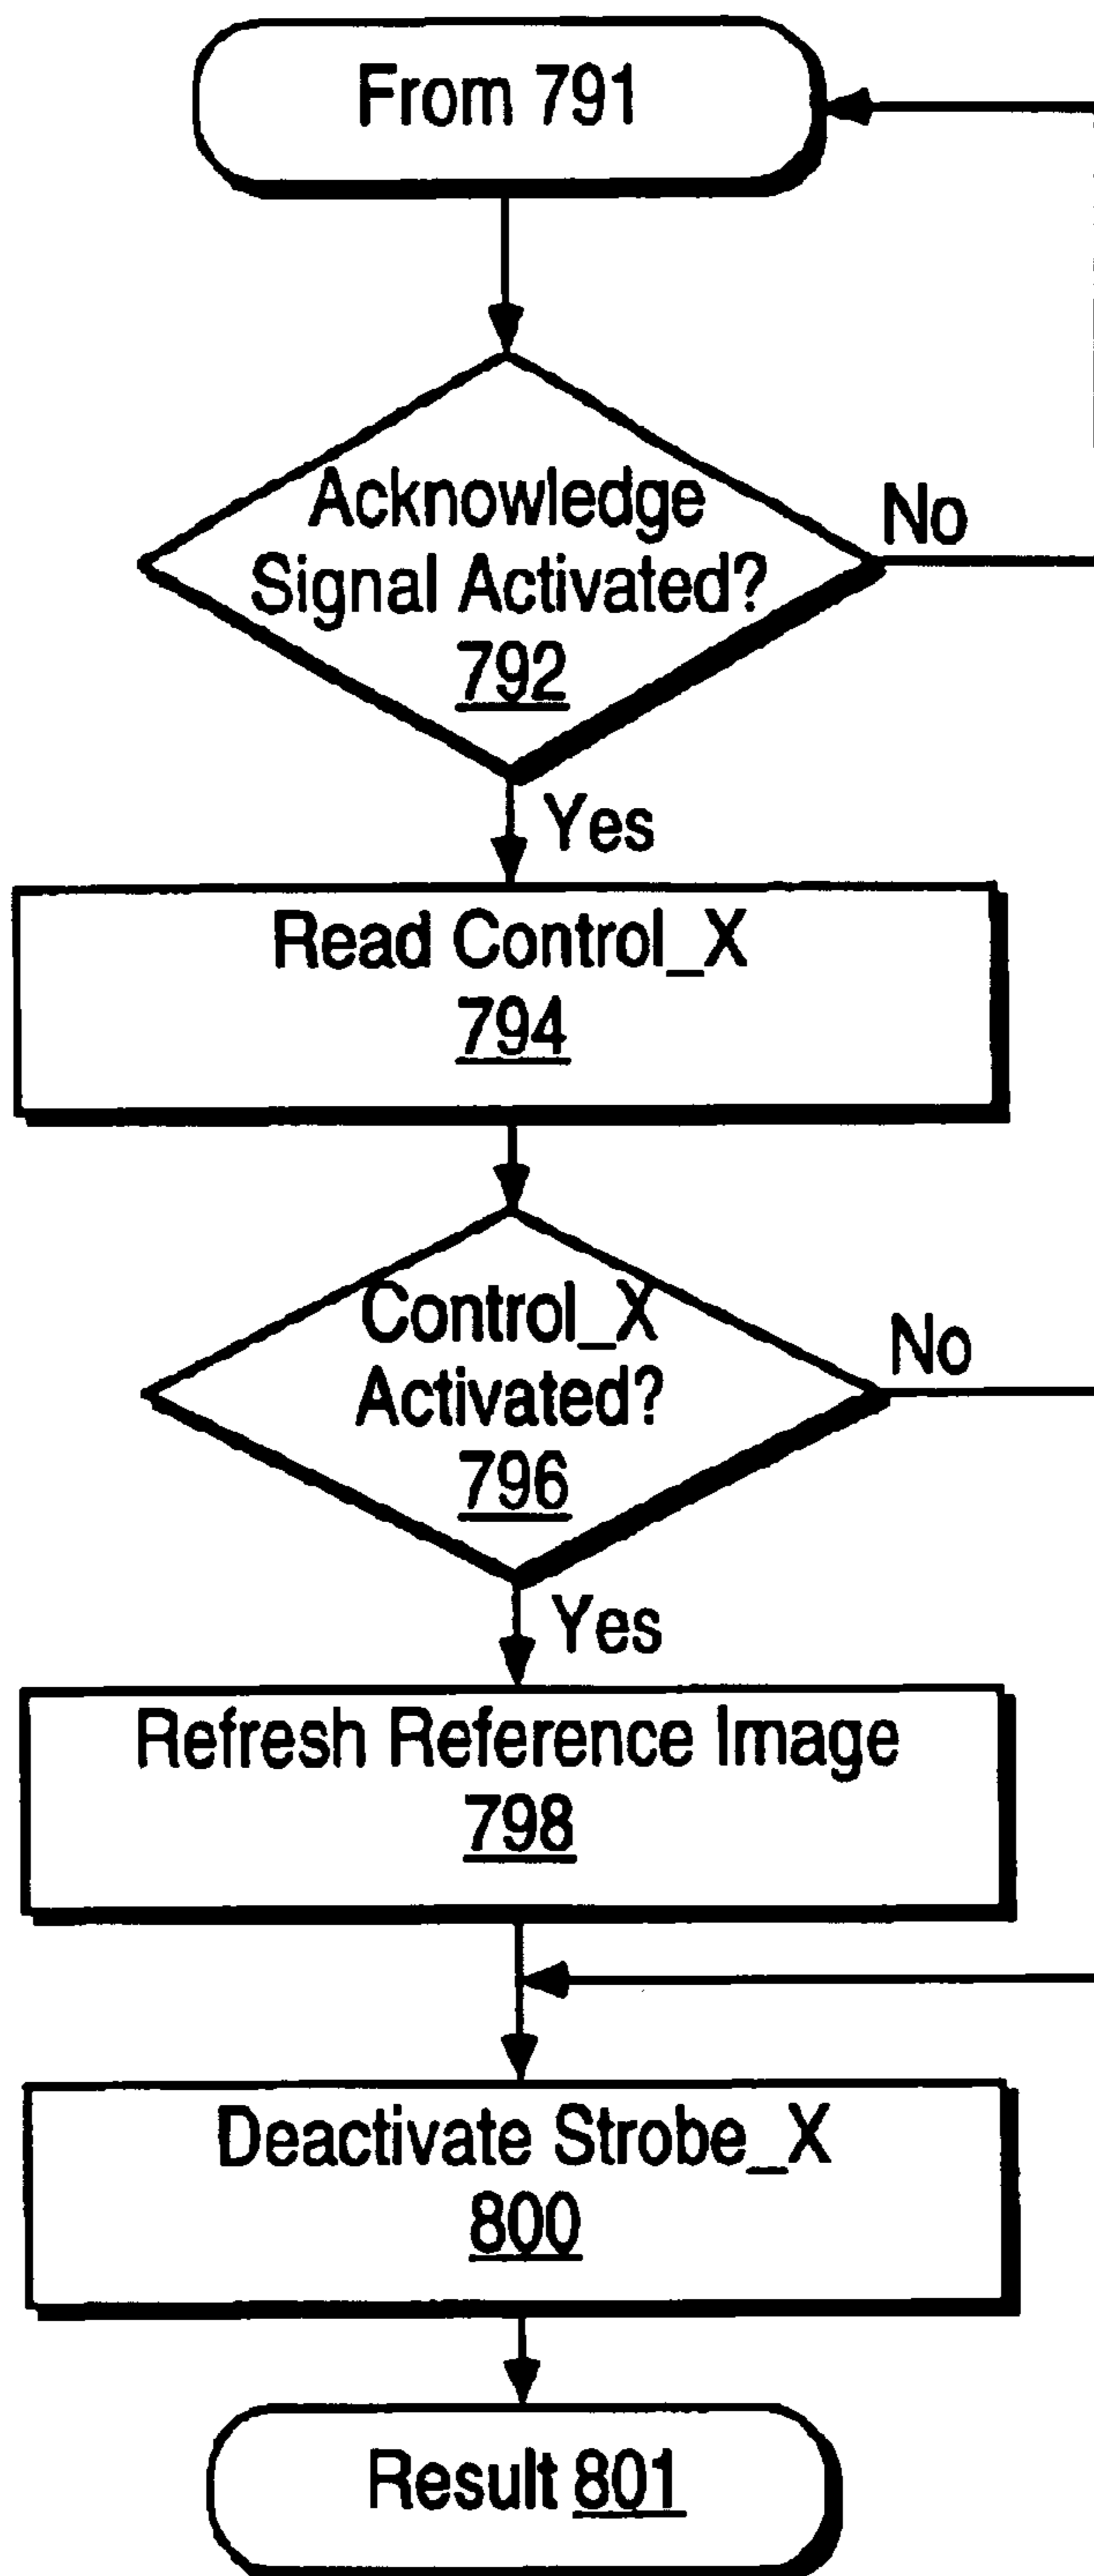 From 791
Acknowledge
Signal Activated?
792
No
Yes
Read Control_X
794
Control_X
Activated?
796
No
Yes
Refresh Reference Image
798
Deactivate Strobe_X
800
Result 801